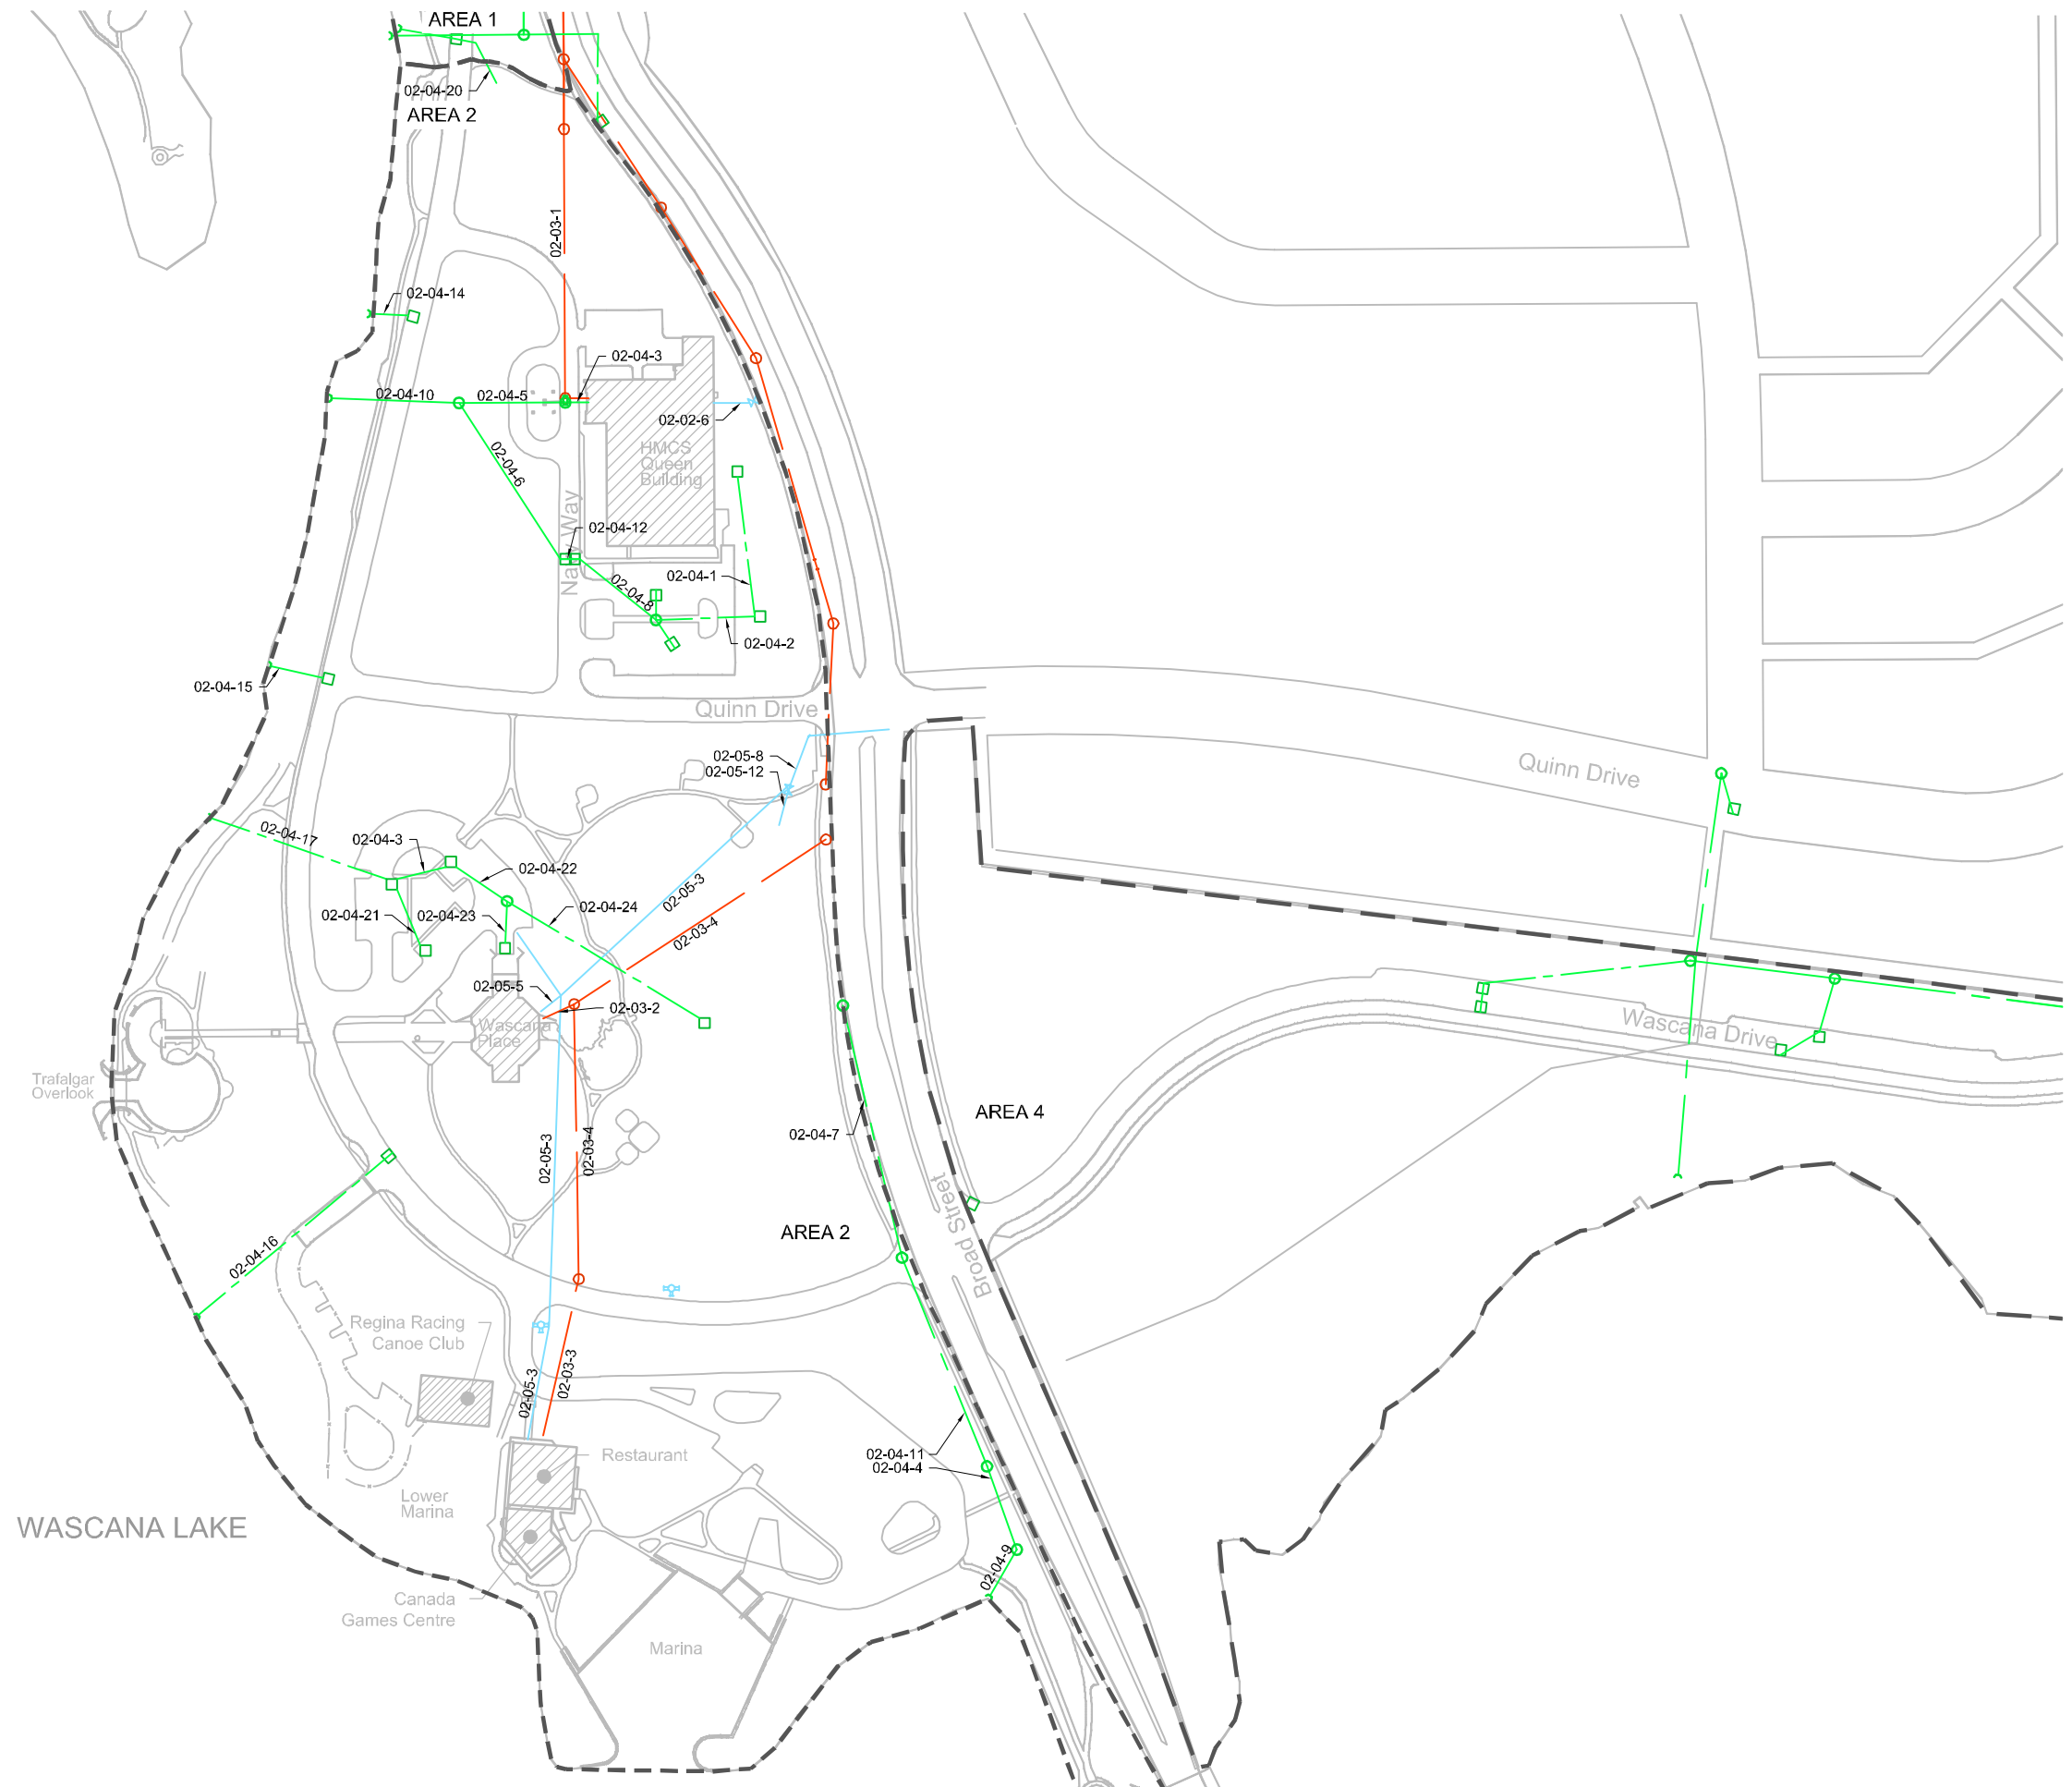 AREA 1
02-04-20
AREA 2
02-03-1
02-04-14
02-04-3
02-04-10
02-04-5
02-02-6
HMCS
Queen
Building
02-04-6
Navy Way
02-04-12
02-04-1
02-04-8
02-04-2
02-04-15
Quinn Drive
02-05-8
02-05-12
Quinn Drive
02-04-17
02-04-3
02-04-22
02-05-3
02-04-21
02-04-23
02-04-24
02-03-4
02-05-5
02-03-2
Wascana
Place
Wascana Drive
Trafalgar
Overlook
AREA 4
02-04-7
02-05-3
02-03-4
Broad Street
AREA 2
02-04-16
Regina Racing
Canoe Club
02-05-3
02-03-3
Restaurant
02-04-11
02-04-4
Lower
Marina
WASCANA LAKE
02-04-9
Canada
Games Centre
Marina